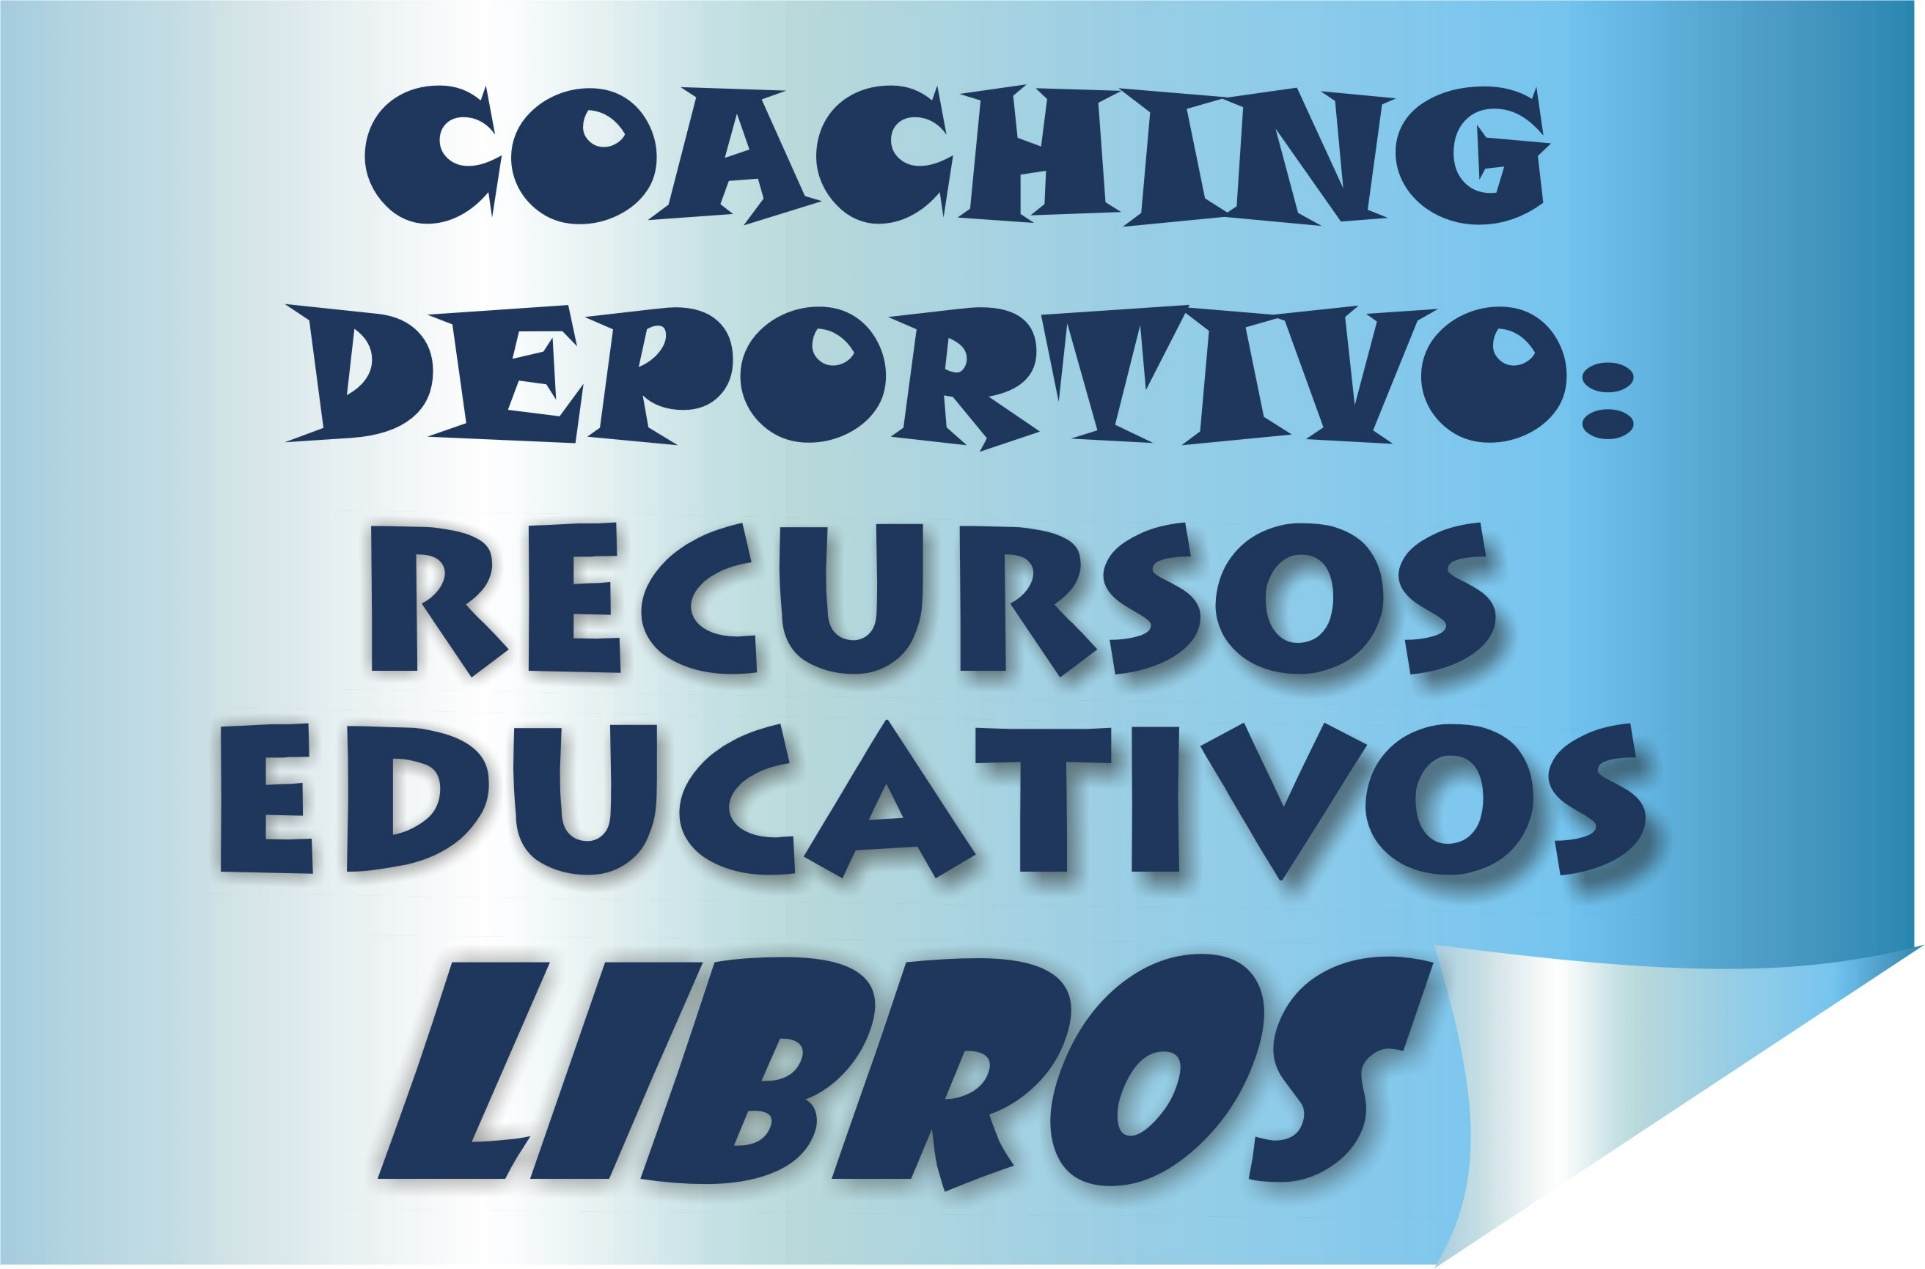 COACHING
DEPORTIVO:
RECURSOS
EDUCATIVOS
LIBROS